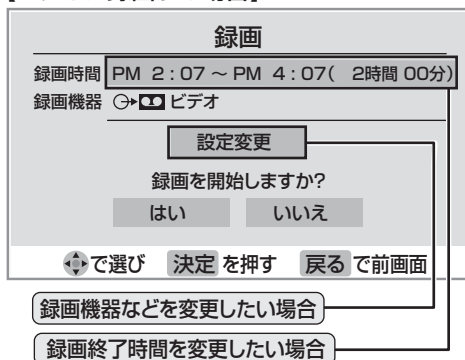 録画
録画時間 PM 2:07～PM 4:07( 2時間 00分)
録画機器 ビデオ
設定変更
録画を開始しますか?
はい いいえ
で選び 決定 を押す 戻る で前画面
録画機器などを変更したい場合
録画終了時間を変更したい場合